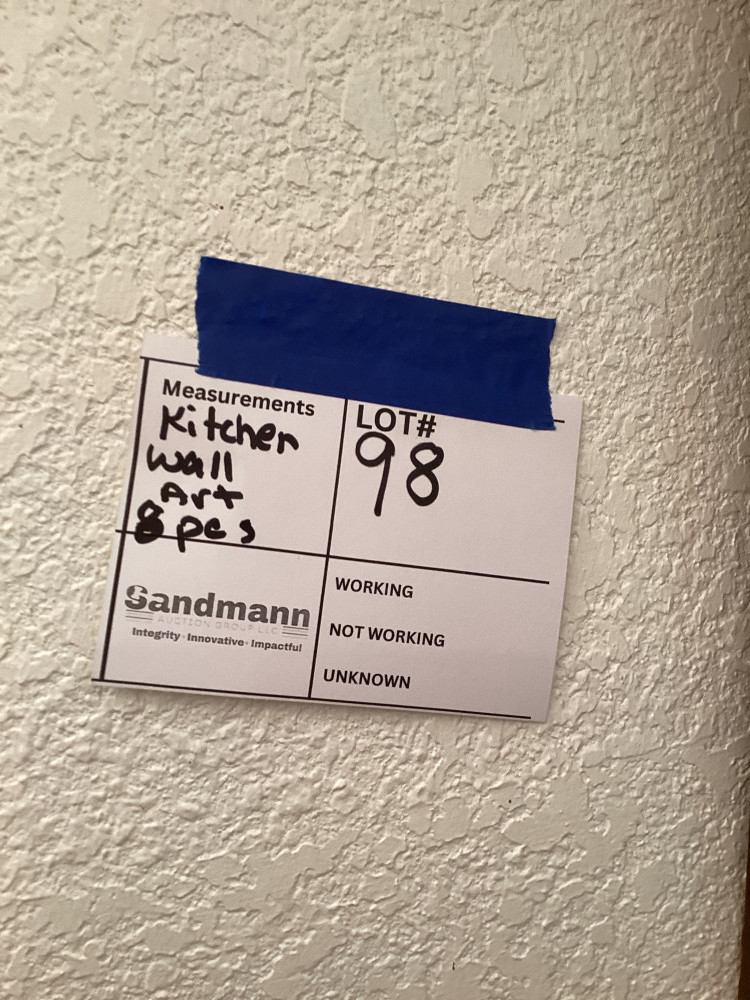 Measurements
Kitchen
Wall
Art
8 pcs
LOT#
98
Sandmann
AUCTION GROUP LLC
Integrity · Innovative · Impactful
WORKING
NOT WORKING
UNKNOWN